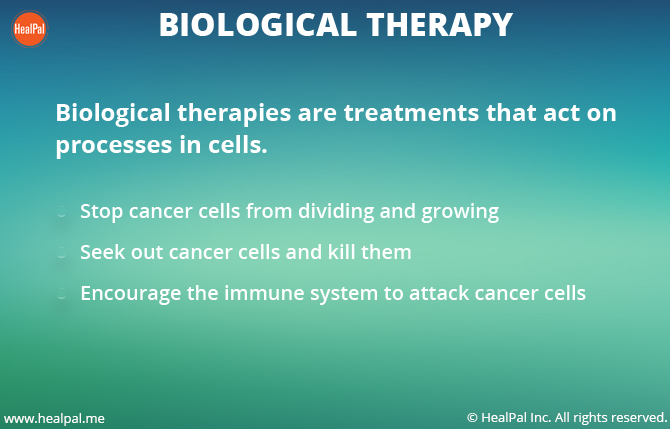 HealPal
BIOLOGICAL THERAPY
Biological therapies are treatments that act on
processes in cells.
Stop cancer cells from dividing and growing
Seek out cancer cells and kill them
Encourage the immune system to attack cancer cells
www.healpal.me
© HealPal Inc. All rights reserved.